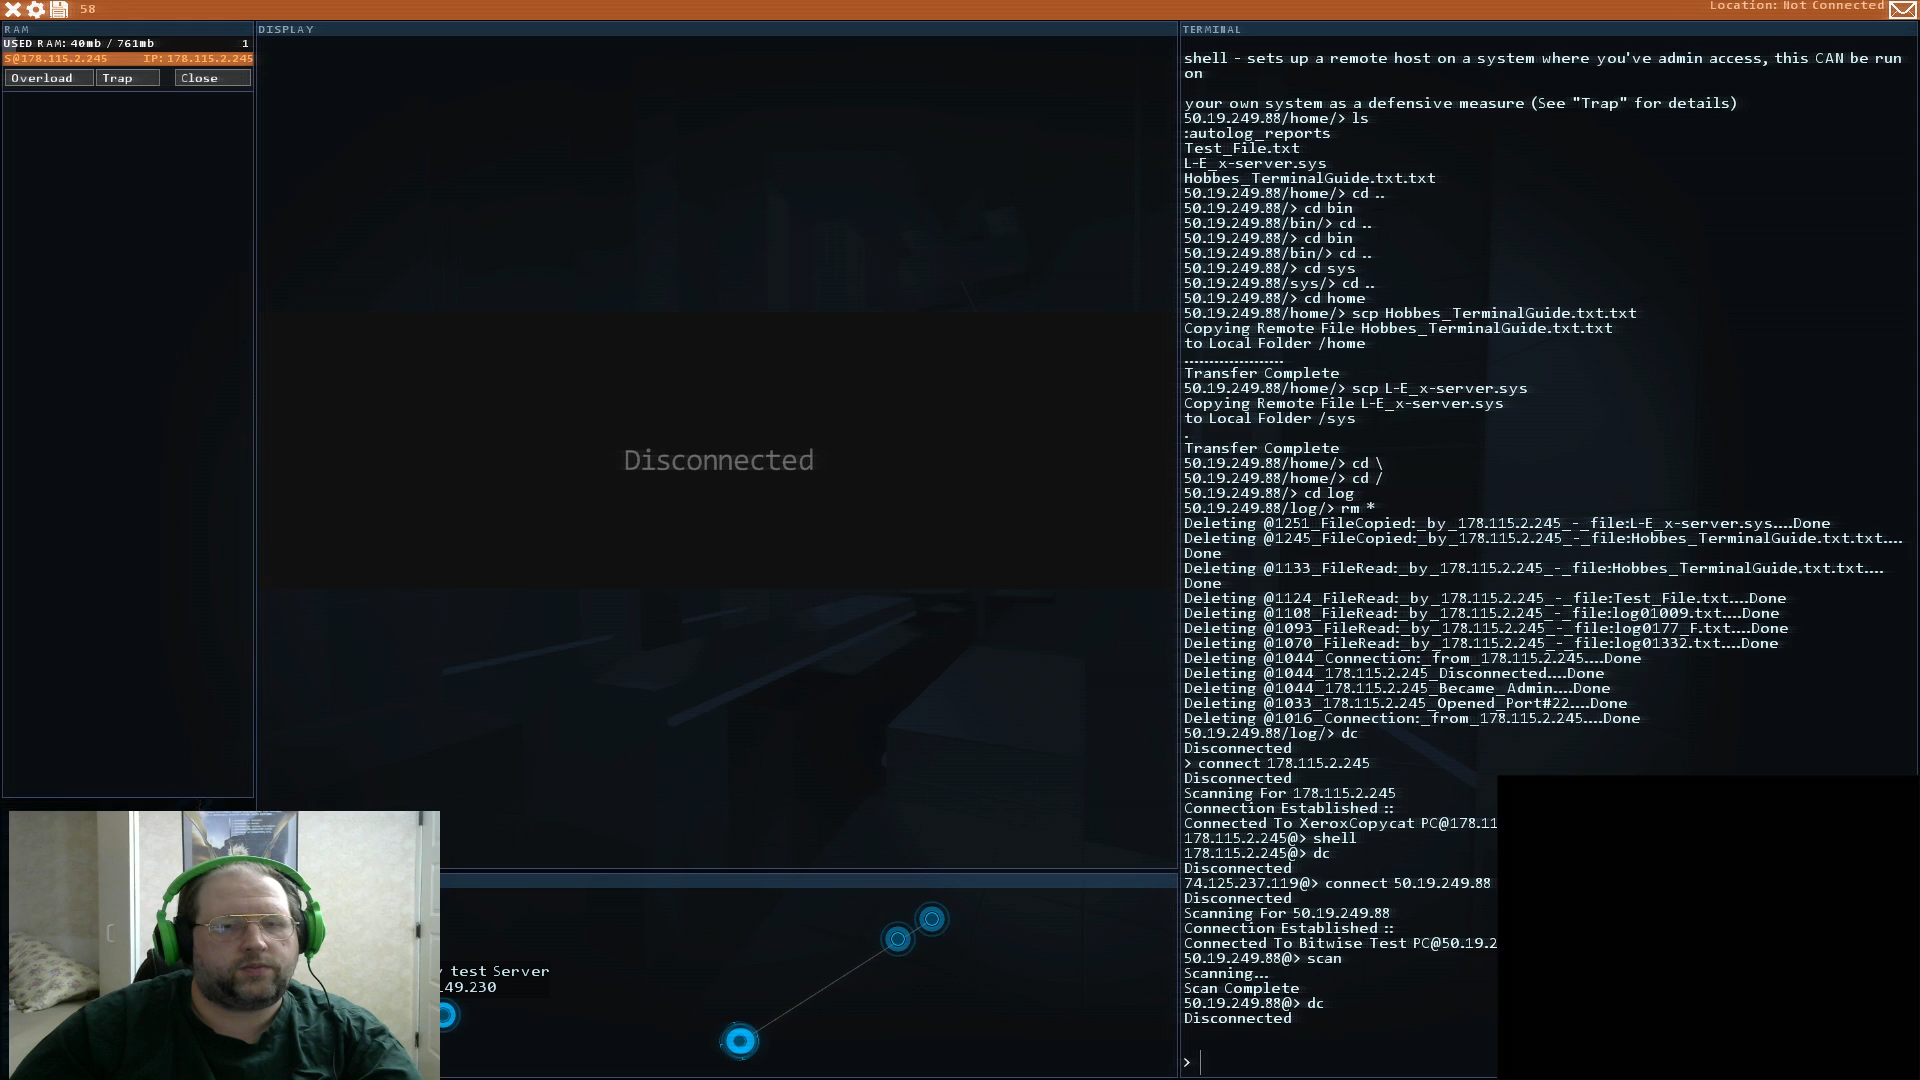 58
Location: Not Connected
RAM
USED RAM: 40mb / 761mb 1
S@178.115.2.245 IP: 178.115.2.245
Overload Trap Close
DISPLAY
Disconnected
test Server
149.230
TERMINAL
shell - sets up a remote host on a system where you've admin access, this CAN be run
on
your own system as a defensive measure (See "Trap" for details)
50.19.249.88/home/> ls
:autolog_reports
Test_File.txt
L-E_x-server.sys
Hobbes_TerminalGuide.txt.txt
50.19.249.88/home/> cd ..
50.19.249.88/> cd bin
50.19.249.88/bin/> cd ..
50.19.249.88/> cd bin
50.19.249.88/bin/> cd ..
50.19.249.88/> cd sys
50.19.249.88/sys/> cd ..
50.19.249.88/> cd home
50.19.249.88/home/> scp Hobbes_TerminalGuide.txt.txt
Copying Remote File Hobbes_TerminalGuide.txt.txt
to Local Folder /home
....................
Transfer Complete
50.19.249.88/home/> scp L-E_x-server.sys
Copying Remote File L-E_x-server.sys
to Local Folder /sys
.
Transfer Complete
50.19.249.88/home/> cd \
50.19.249.88/home/> cd /
50.19.249.88/> cd log
50.19.249.88/log/> rm *
Deleting @1251_FileCopied:_by_178.115.2.245_-_file:L-E_x-server.sys....Done
Deleting @1245_FileCopied:_by_178.115.2.245_-_file:Hobbes_TerminalGuide.txt.txt....
Done
Deleting @1133_FileRead:_by_178.115.2.245_-_file:Hobbes_TerminalGuide.txt.txt....
Done
Deleting @1124_FileRead:_by_178.115.2.245_-_file:Test_File.txt....Done
Deleting @1108_FileRead:_by_178.115.2.245_-_file:log01009.txt....Done
Deleting @1093_FileRead:_by_178.115.2.245_-_file:log0177_F.txt....Done
Deleting @1070_FileRead:_by_178.115.2.245_-_file:log01332.txt....Done
Deleting @1044_Connection:_from_178.115.2.245....Done
Deleting @1044_178.115.2.245_Disconnected....Done
Deleting @1044_178.115.2.245_Became_Admin....Done
Deleting @1033_178.115.2.245_Opened_Port#22....Done
Deleting @1016_Connection:_from_178.115.2.245....Done
50.19.249.88/log/> dc
Disconnected
> connect 178.115.2.245
Disconnected
Scanning For 178.115.2.245
Connection Established ::
Connected To XeroxCopycat PC@178.11
178.115.2.245@> shell
178.115.2.245@> dc
Disconnected
74.125.237.119@> connect 50.19.249.88
Disconnected
Scanning For 50.19.249.88
Connection Established ::
Connected To Bitwise Test PC@50.19.2
50.19.249.88@> scan
Scanning...
Scan Complete
50.19.249.88@> dc
Disconnected
>